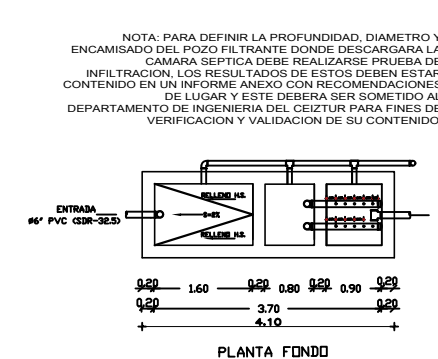 NOTA: PARA DEFINIR LA PROFUNDIDAD, DIAMETRO Y
ENCAMISADO DEL POZO FILTRANTE DONDE DESCARGARA LA
CAMARA SEPTICA DEBE REALIZARSE PRUEBA DE
INFILTRACION, LOS RESULTADOS DE ESTOS DEBEN ESTAR
CONTENIDO EN UN INFORME ANEXO CON RECOMENDACIONES
DE LUGAR Y ESTE DEBERA SER SOMETIDO AL
DEPARTAMENTO D DE INGENIERIA DEL CEIZTUR PARA FINES DE
VERIFICACION Y VALIDACION DE SU CONTENIDO
RELLENO H.S.
ENTRADA
ø6" PVC (SDR-32.5)
S=2%
RELLENO H.S.
0.20 1.60 0.20 0.80 0.20 0.90 0.20
0.20 3.70 0.20
4.10
PLANTA FONDO